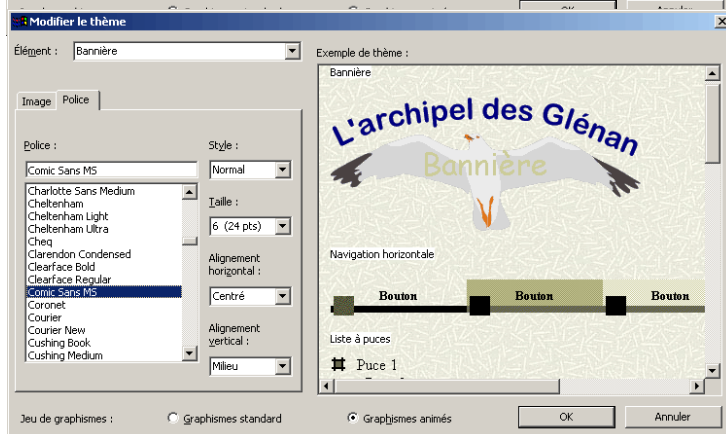 Modifier le thème
Élément :
Bannière
Image
Police
Police :
Comic Sans MS
Charlotte Sans Medium
Cheltenham
Cheltenham Light
Cheltenham Ultra
Cheq
Clarendon Condensed
Clearface Bold
Clearface Regular
Comic Sans MS
Coronet
Courier
Courier New
Cushing Book
Cushing Medium
Style :
Normal
Taille :
6 (24 pts)
Alignement
horizontal :
Centré
Alignement
vertical :
Milieu
Exemple de thème :
Bannière
L'archipel des Glénan
Bannière
Navigation horizontale
Bouton Bouton Bouton
Liste à puces
Puce 1
Jeu de graphismes :
Graphismes standard
Graphismes animés
OK
Annuler